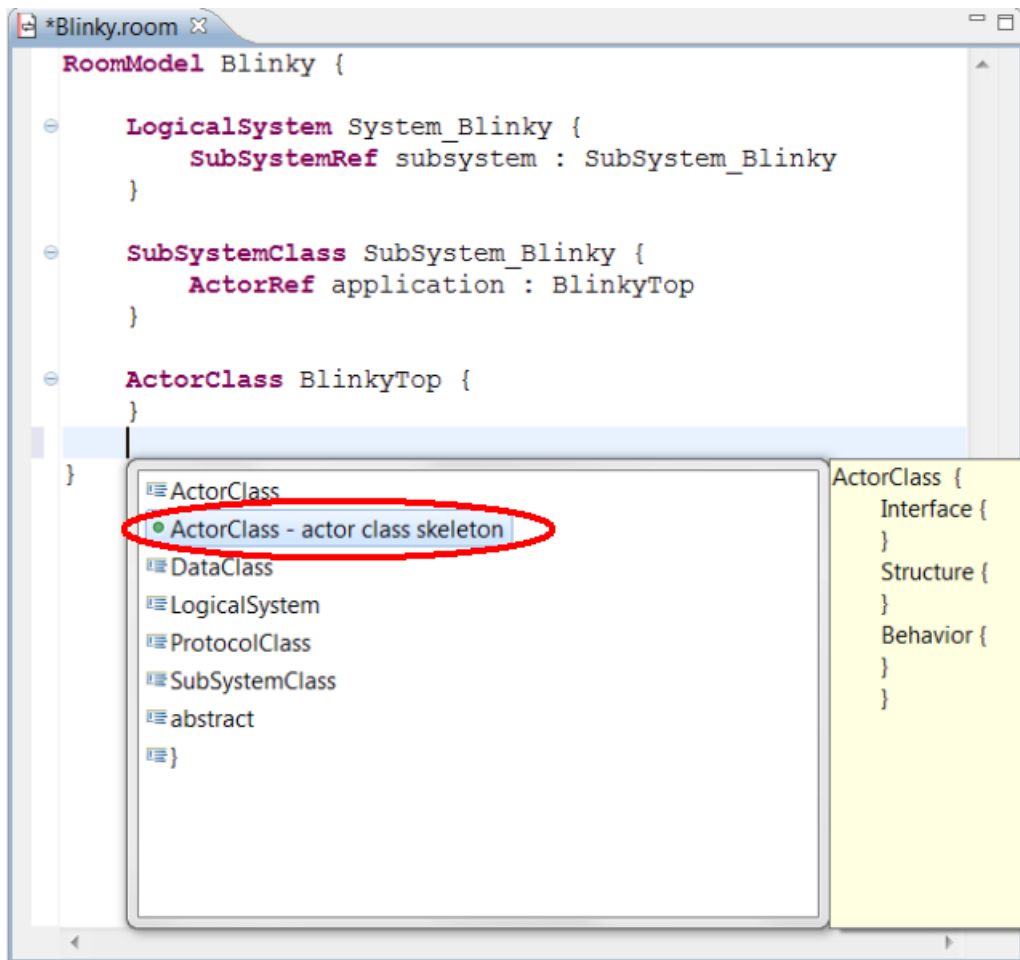 *Blinky.room
RoomModel Blinky {
LogicalSystem System_Blinky {
SubSystemRef subsystem : SubSystem_Blinky
}
SubSystemClass SubSystem_Blinky {
ActorRef application : BlinkyTop
}
ActorClass BlinkyTop {
}
}
ActorClass
ActorClass - actor class skeleton
DataClass
LogicalSystem
ProtocolClass
SubSystemClass
abstract
}
ActorClass {
Interface {
}
Structure {
}
Behavior {
}
}